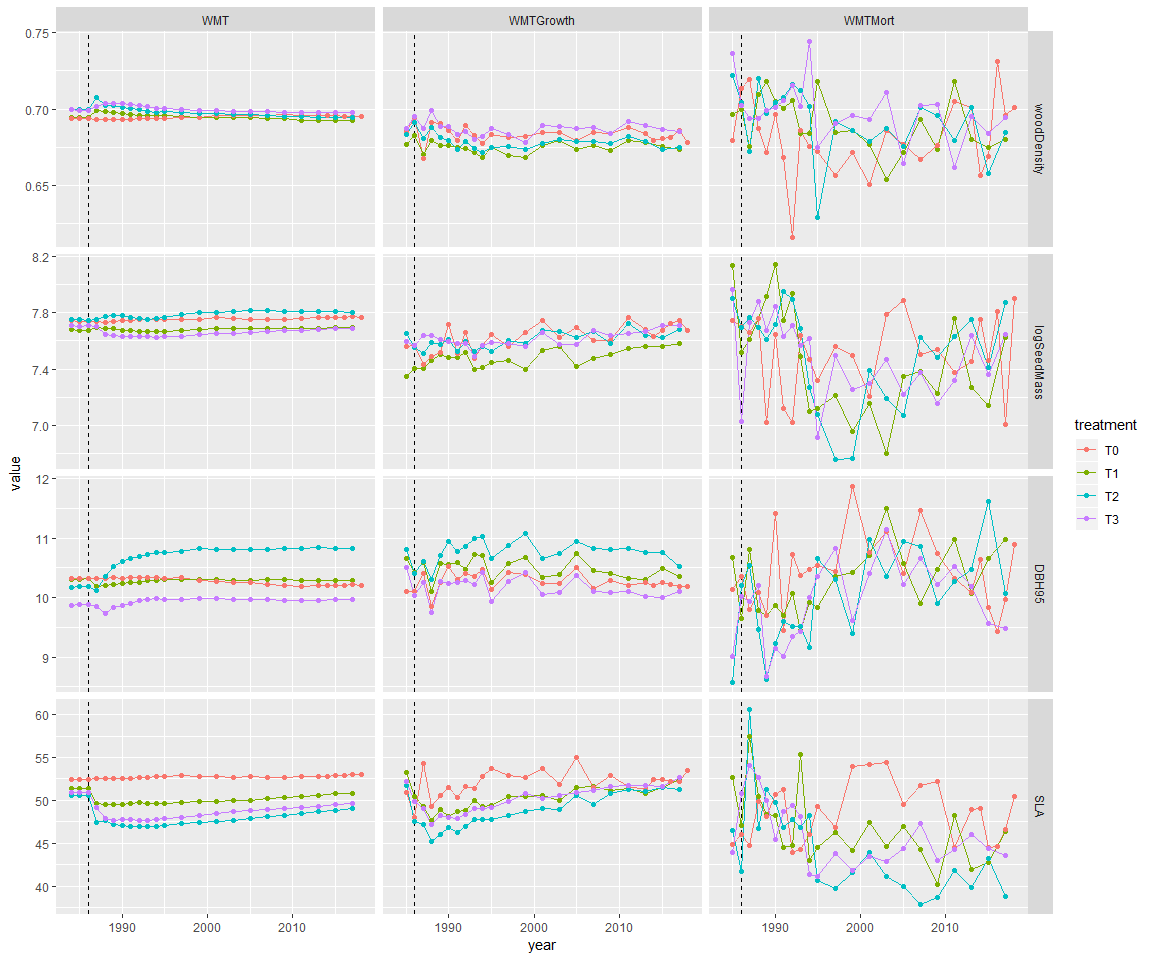 WMT WMTGrowth WMTMort
0.75
0.70
0.65
woodDensity
8.2
7.8
7.4
7.0
logSeedMass
value
12
11
10
9
DBH95
60
55
50
45
40
SLA
1990 2000 2010 1990 2000 2010 1990 2000 2010
year
treatment
T0
T1
T2
T3